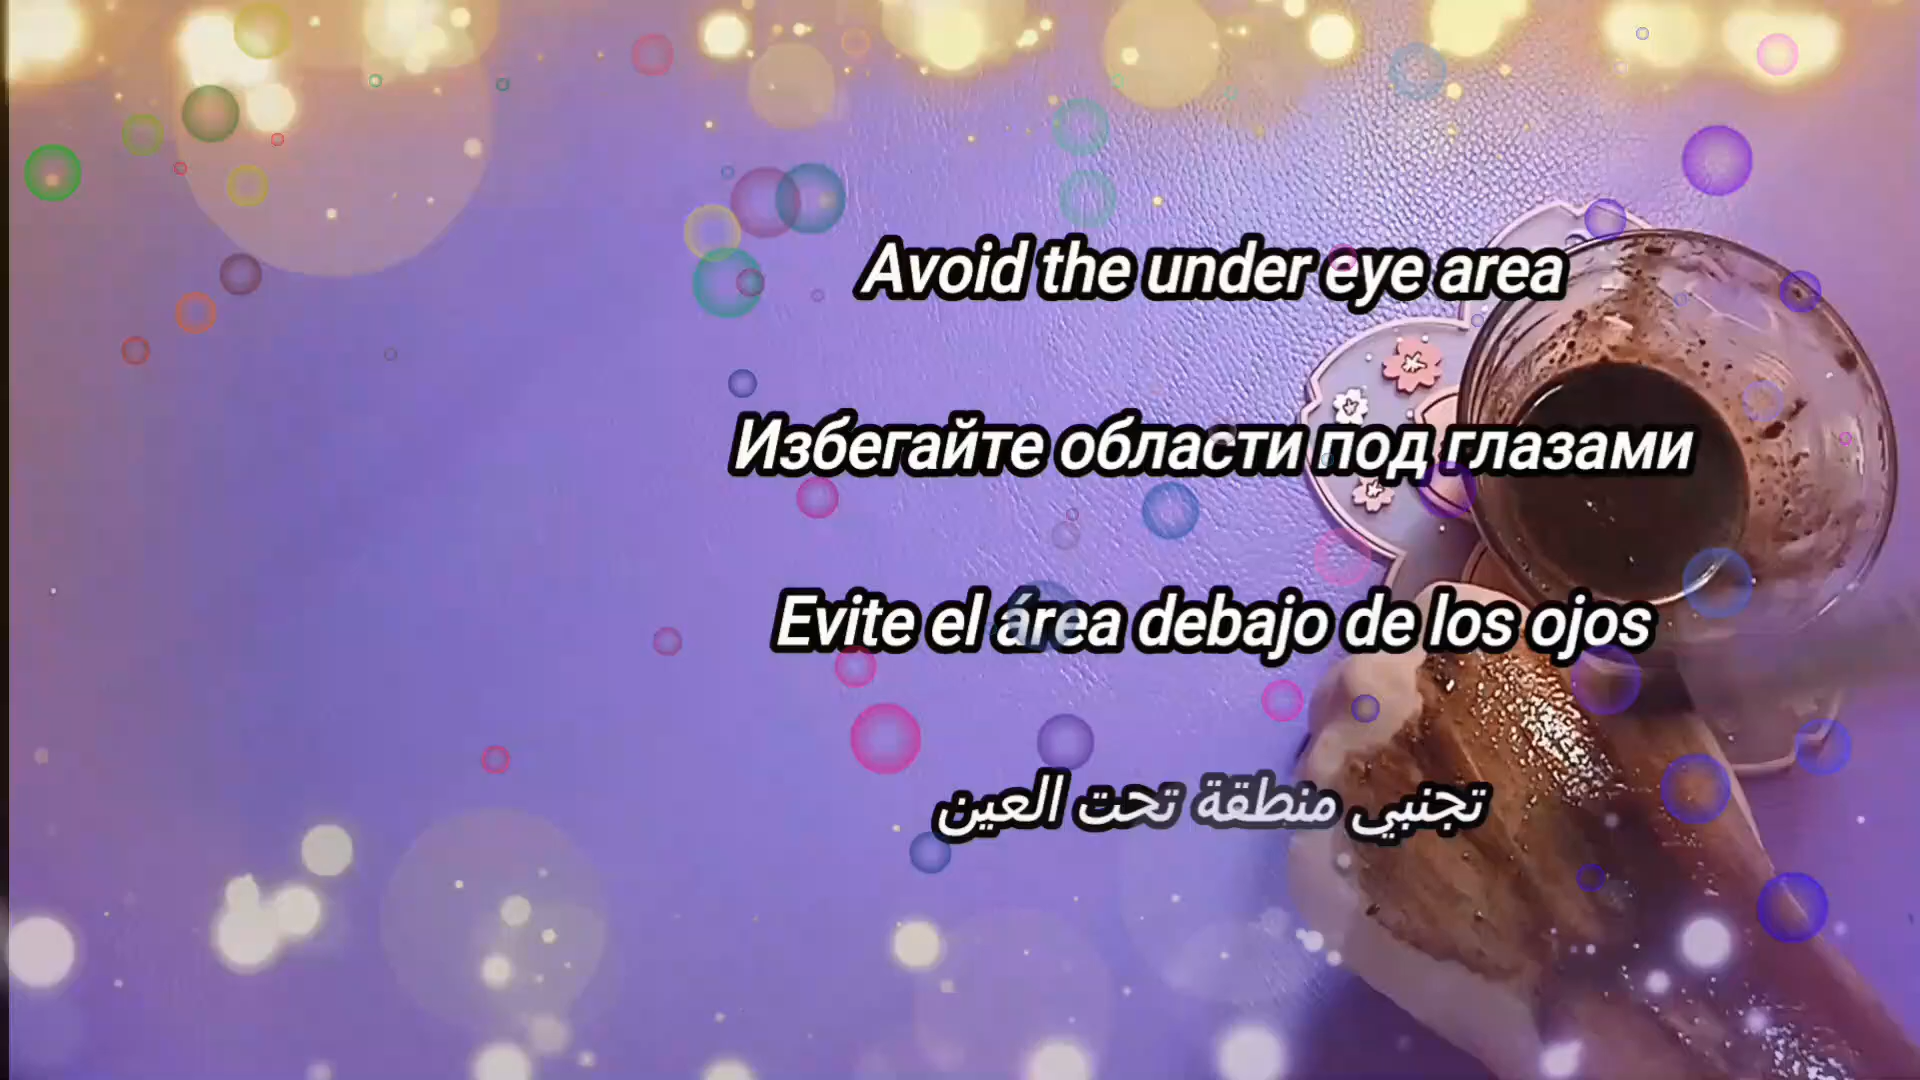 Avoid the under eye area
Избегайте области под глазами
Evite el área debajo de los ojos
تجنبي منطقة تحت العين